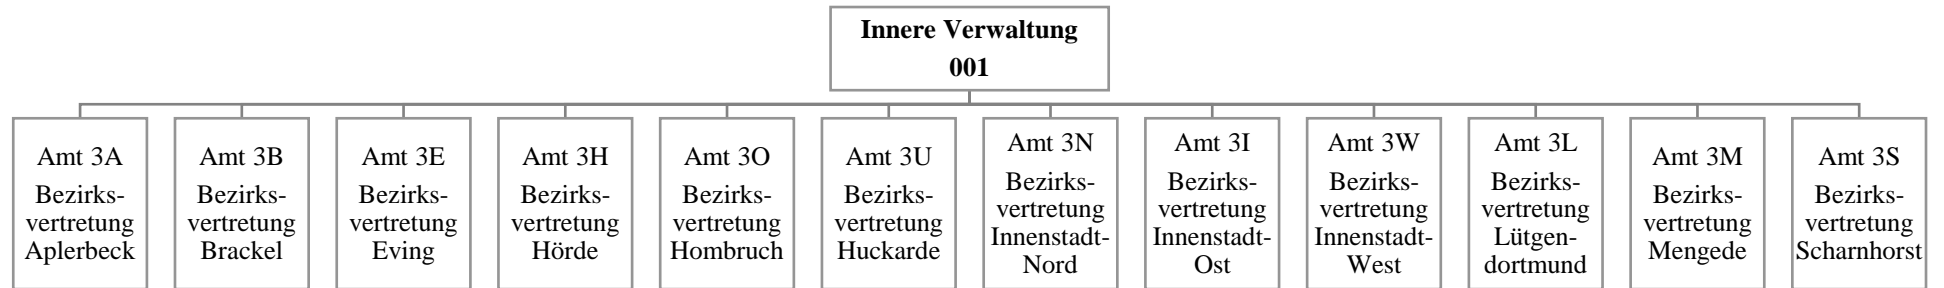 Innere Verwaltung
001
Amt 3A
Bezirks-
vertretung
Aplerbeck
Amt 3B
Bezirks-
vertretung
Brackel
Amt 3E
Bezirks-
vertretung
Eving
Amt 3H
Bezirks-
vertretung
Hörde
Amt 3O
Bezirks-
vertretung
Hombruch
Amt 3U
Bezirks-
vertretung
Huckarde
Amt 3N
Bezirks-
vertretung
Innenstadt-
Nord
Amt 3I
Bezirks-
vertretung
Innenstadt-
Ost
Amt 3W
Bezirks-
vertretung
Innenstadt-
West
Amt 3L
Bezirks-
vertretung
Lütgen-
dortmund
Amt 3M
Bezirks-
vertretung
Mengede
Amt 3S
Bezirks-
vertretung
Scharnhorst